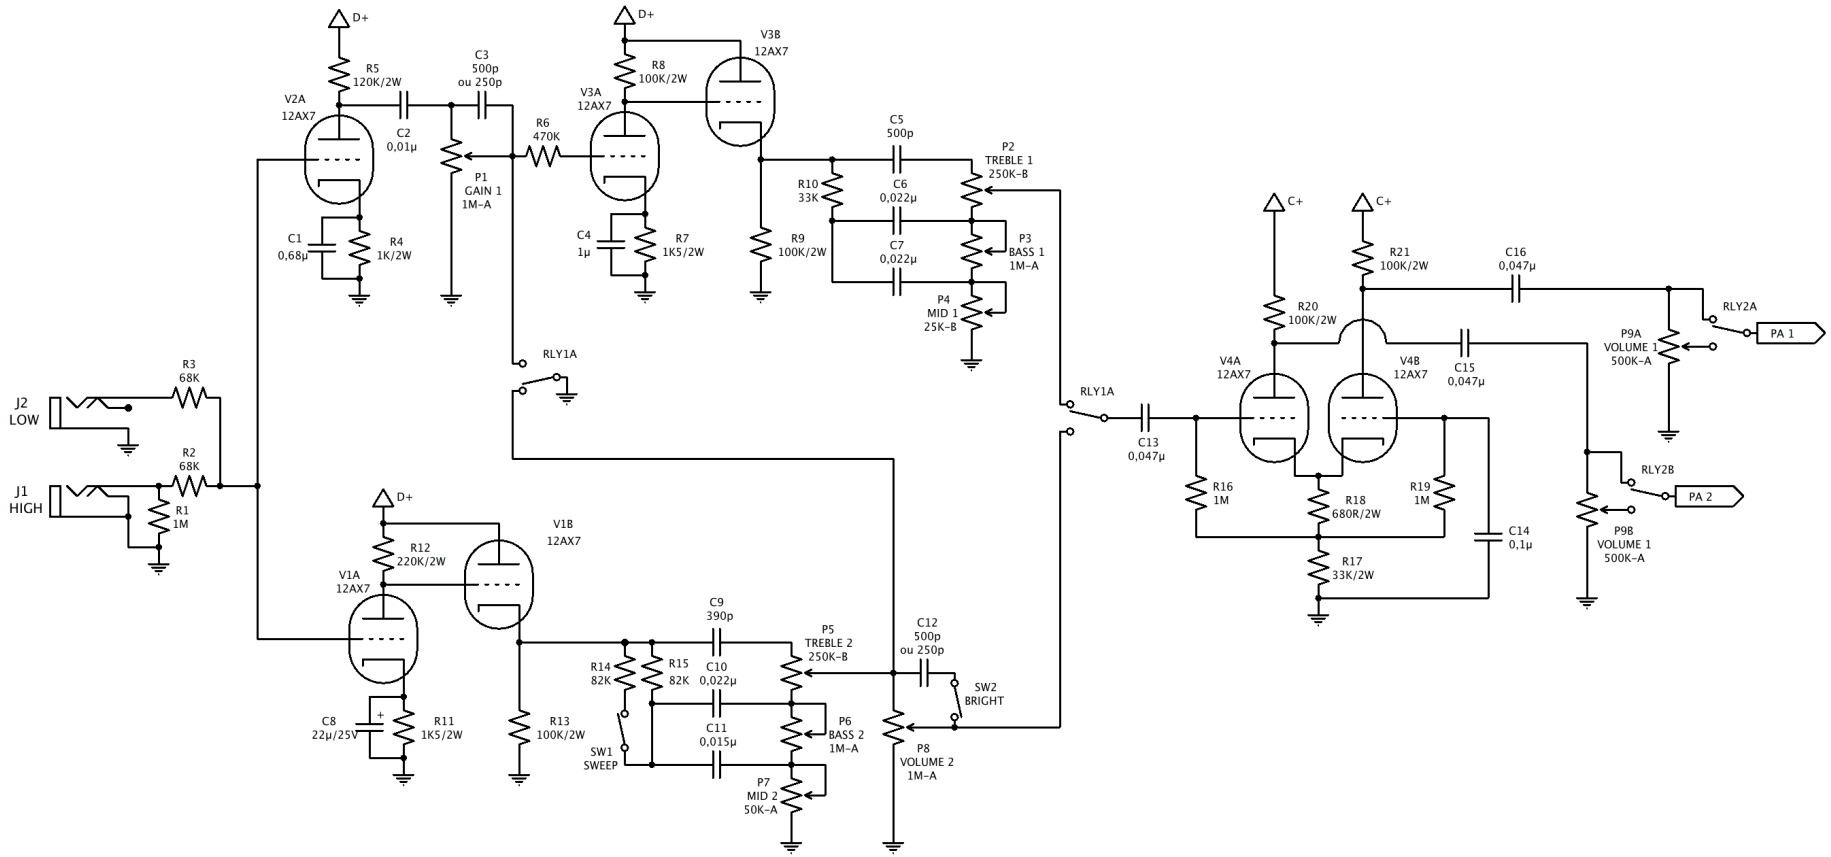 D+
R5
120K/2W
C3
500p
ou 250p
V2A
12AX7
C2
0,01µ
P1
GAIN 1
1M-A
C1
0,68µ
R4
1K/2W
D+
R8
100K/2W
V3B
12AX7
V3A
12AX7
R6
470K
C4
1µ
R7
1K5/2W
R9
100K/2W
C5
500p
R10
33K
C6
0,022µ
C7
0,022µ
P2
TREBLE 1
250K-B
P3
BASS 1
1M-A
P4
MID 1
25K-B
RLY1A
J2
LOW
R3
68K
J1
HIGH
R2
68K
R1
1M
D+
R12
220K/2W
V1B
12AX7
V1A
12AX7
C8
+
22µ/25V
R11
1K5/2W
R13
100K/2W
R14
82K
R15
82K
SW1
SWEEP
C9
390p
C10
0,022µ
C11
0,015µ
P5
TREBLE 2
250K-B
P6
BASS 2
1M-A
P7
MID 2
50K-A
C12
500p
ou 250p
SW2
BRIGHT
P8
VOLUME 2
1M-A
RLY1A
C13
0,047µ
C+
C+
R21
100K/2W
R20
100K/2W
V4A
12AX7
V4B
12AX7
R16
1M
R18
680R/2W
R19
1M
R17
33K/2W
C14
0,1µ
C16
0,047µ
C15
0,047µ
P9A
VOLUME 1
500K-A
RLY2A
PA 1
RLY2B
PA 2
P9B
VOLUME 1
500K-A